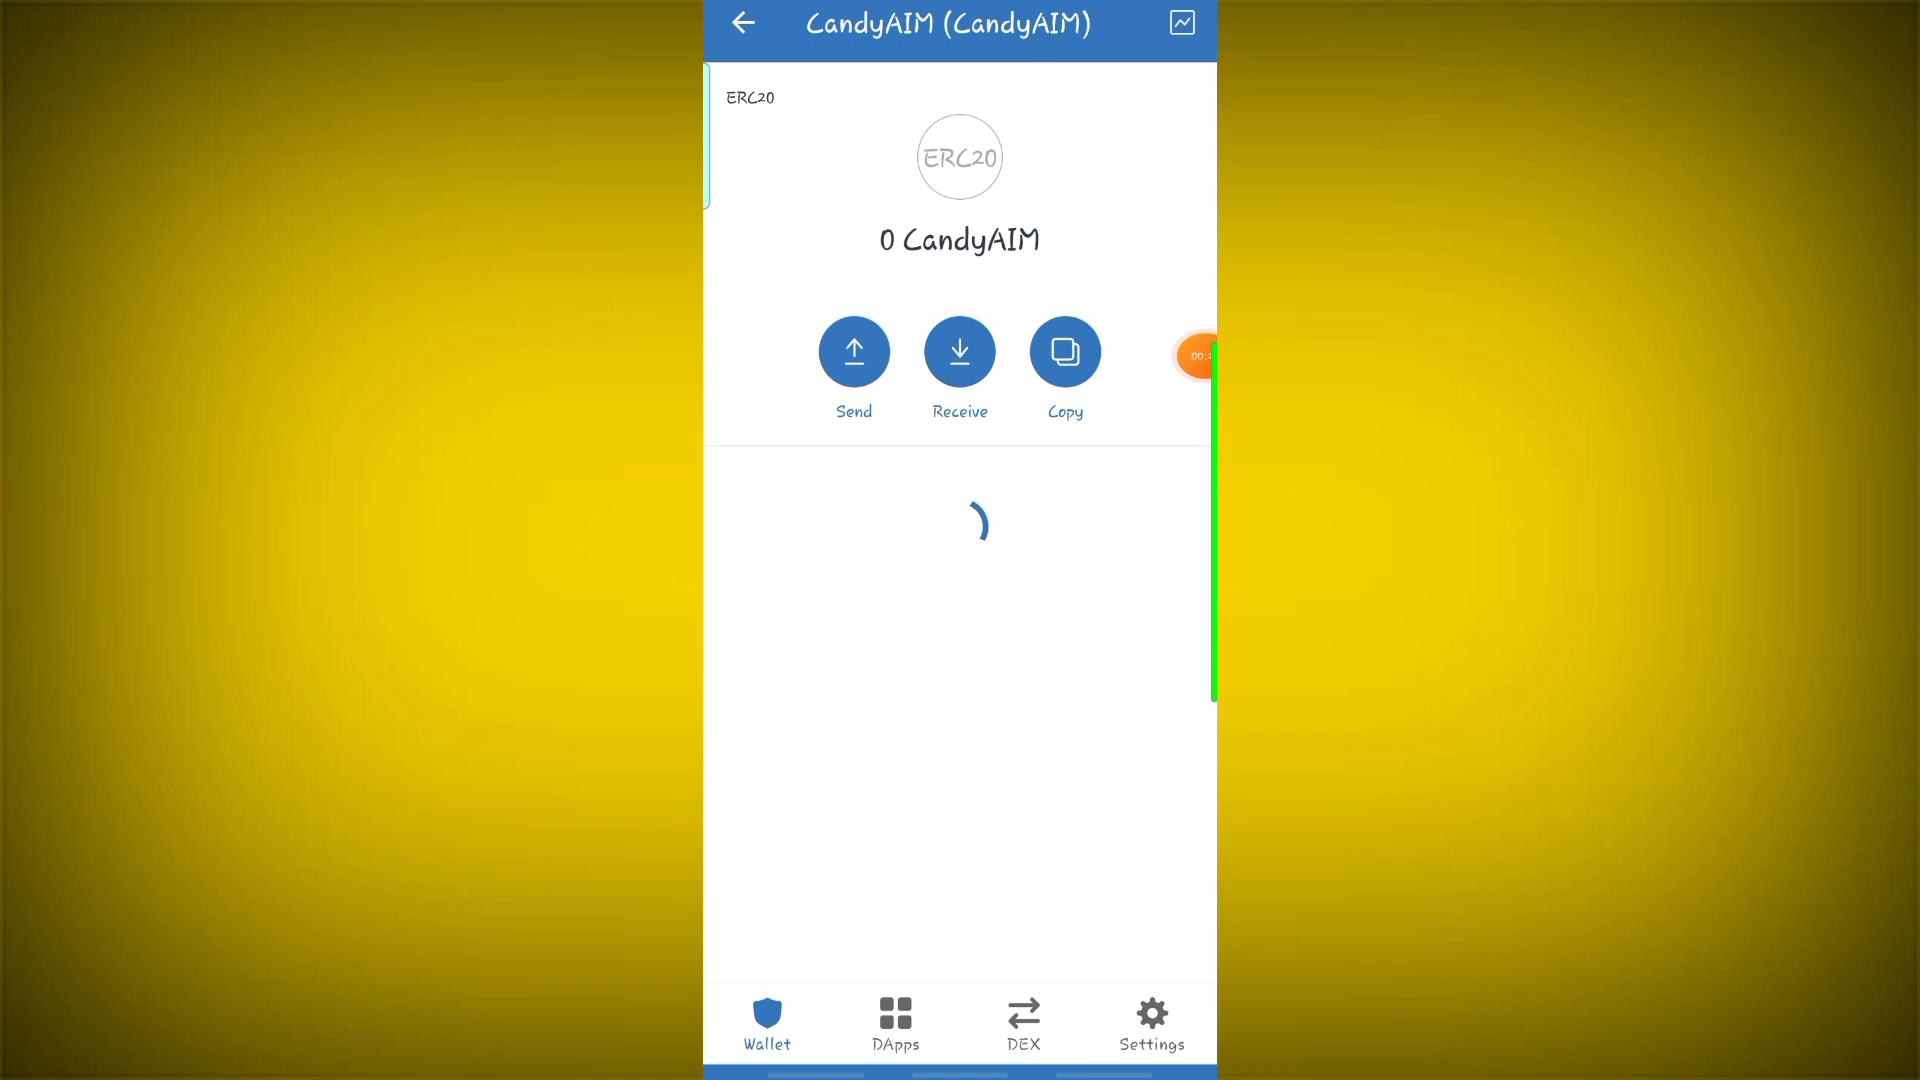 CandyAIM (CandyAIM)
ERC20
ERC20
0 CandyAIM
Send
Receive
Copy
Wallet
DApps
DEX
Settings